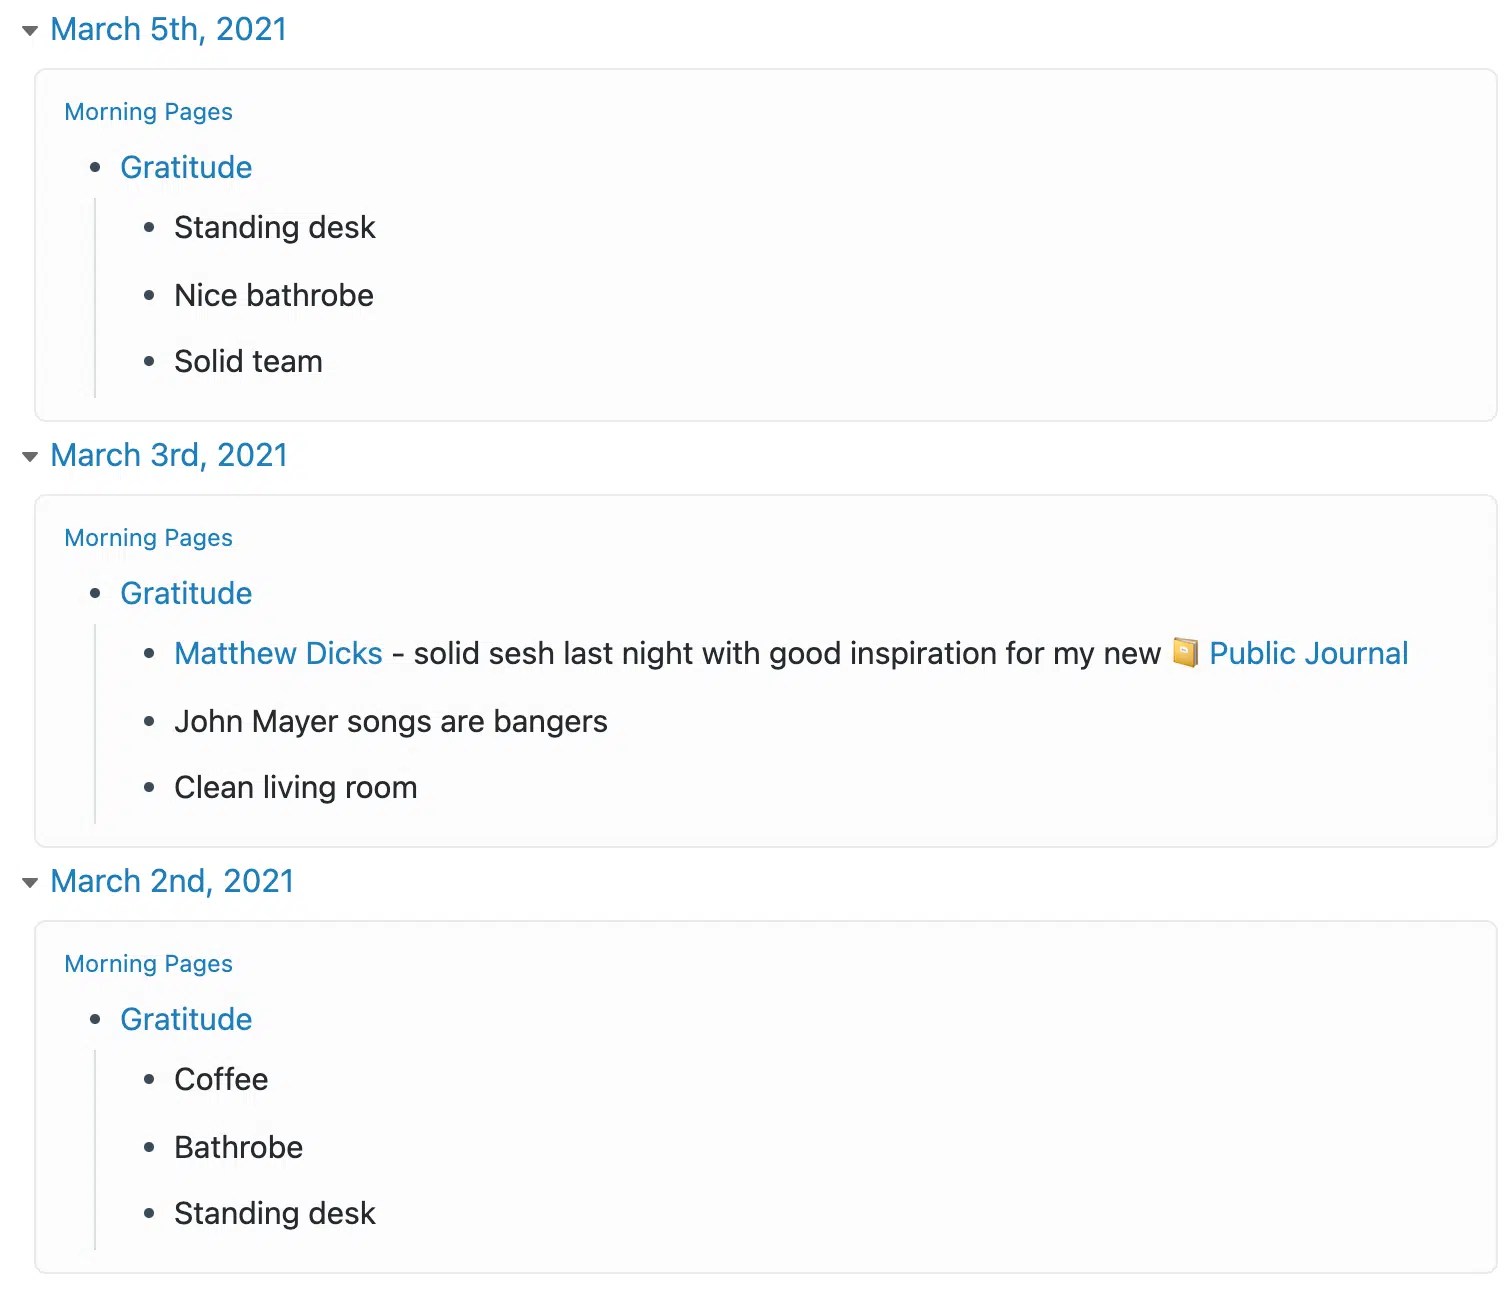 March 5th, 2021
Morning Pages
Gratitude
Standing desk
Nice bathrobe
Solid team
March 3rd, 2021
Morning Pages
Gratitude
Matthew Dicks - solid sesh last night with good inspiration for my new 📔 Public Journal
John Mayer songs are bangers
Clean living room
March 2nd, 2021
Morning Pages
Gratitude
Coffee
Bathrobe
Standing desk